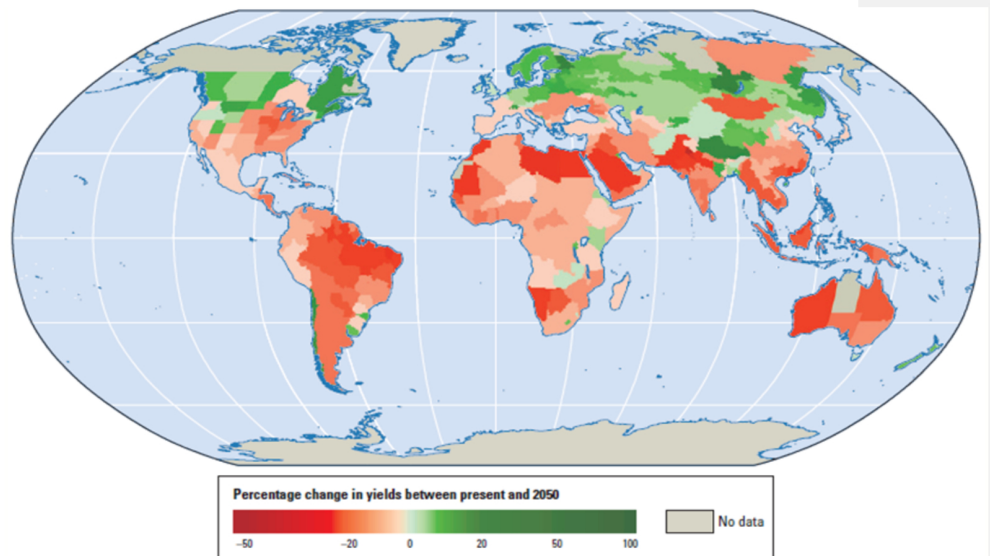 Percentage change in yields between present and 2050
No data
−50 −20 0 20 50 100